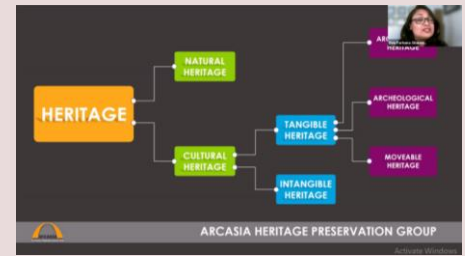 NATURAL
HERITAGE
HERITAGE
CULTURAL
HERITAGE
TANGIBLE
HERITAGE
INTANGIBLE
HERITAGE
HERITAGE
ARCHEOLOGICAL
HERITAGE
MOVEABLE
HERITAGE
ARCASIA HERITAGE PRESERVATION GROUP
Activate Windows